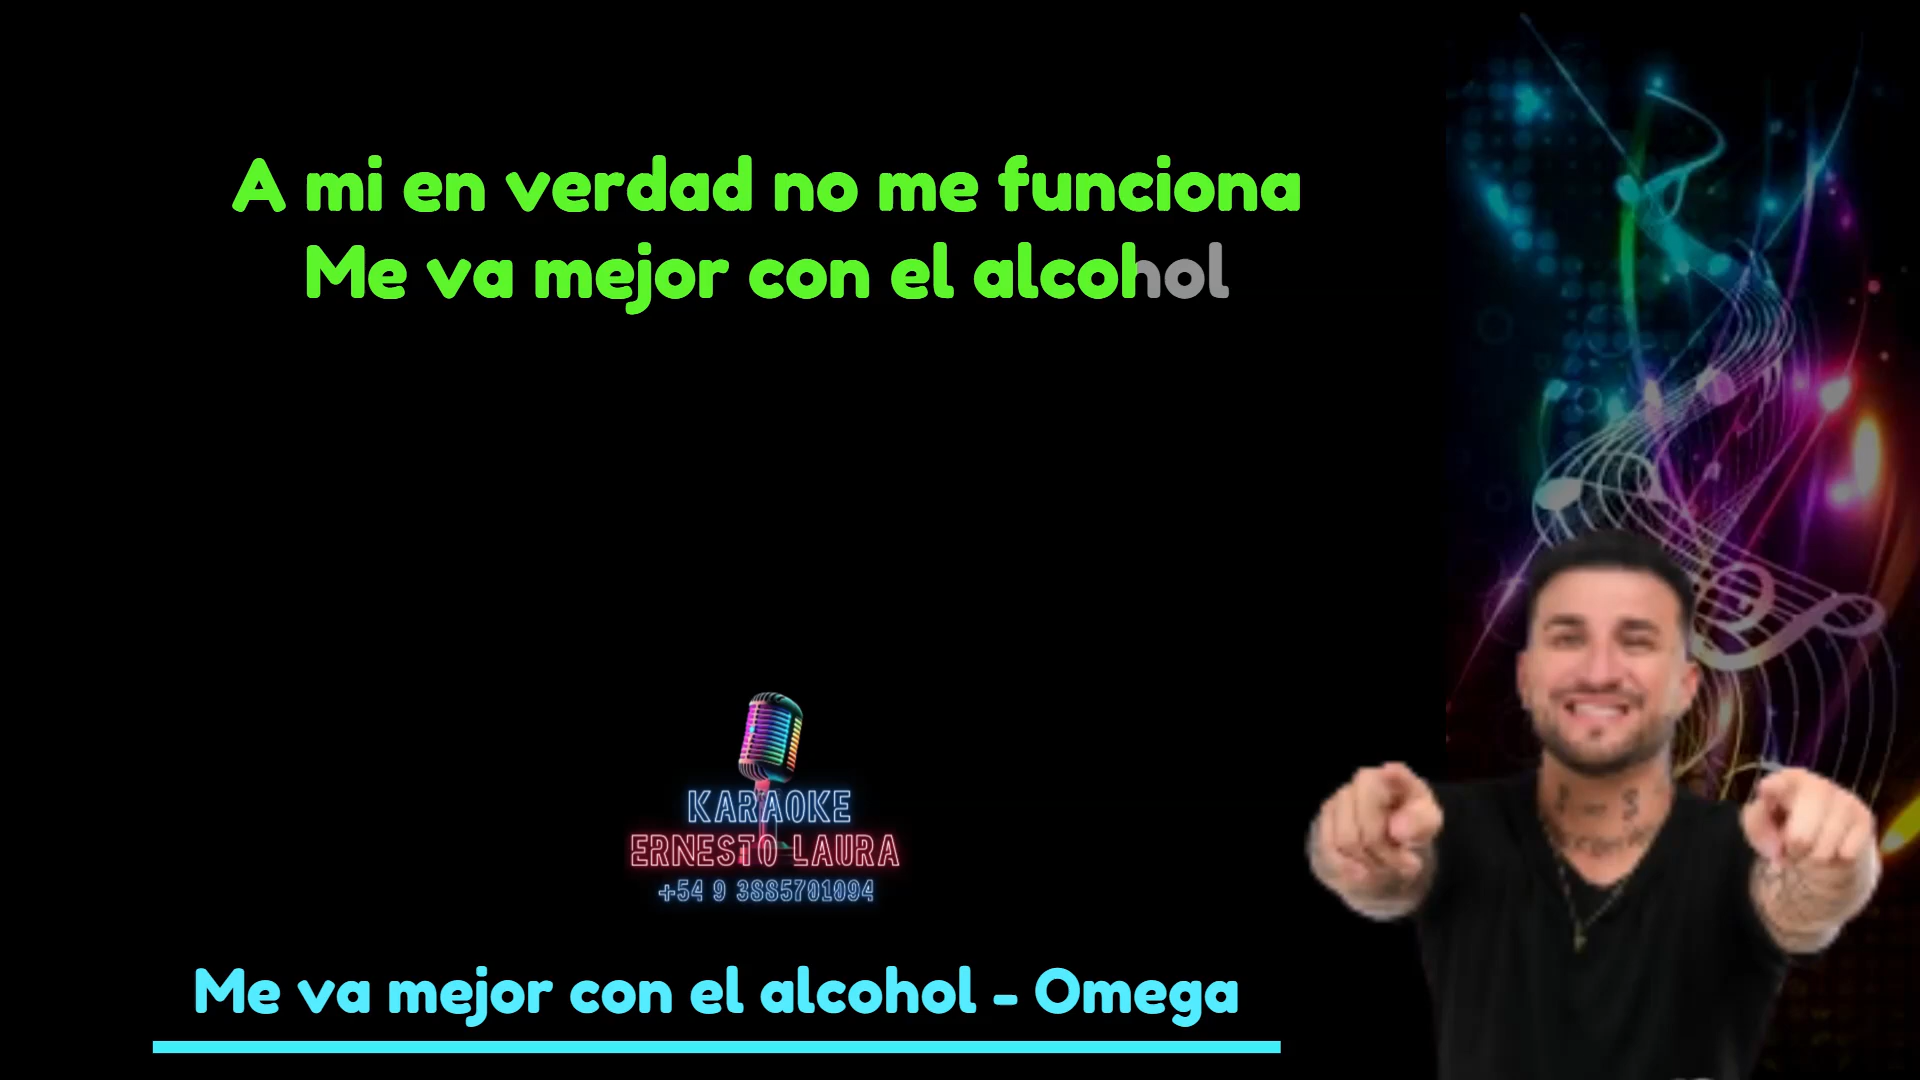 A mi en verdad no me funciona
Me va mejor con el alcohol
KARAOKE
ERNESTO LAURA
+54 9 3885701094
Me va mejor con el alcohol - Omega